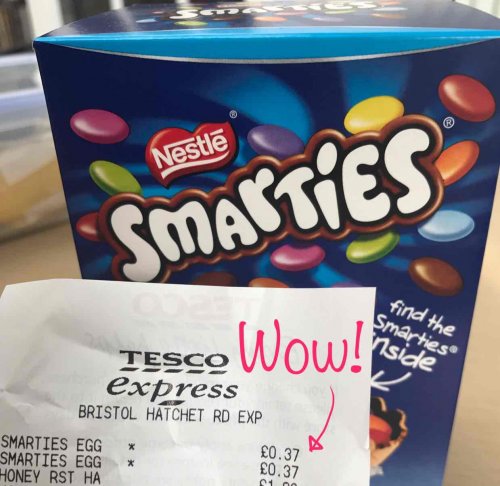 SMARTIES
Nestlé
®
SMARTIES®
find the
Smarties®
inside
Wow!
TESCO
express
BRISTOL HATCHET RD EXP
SMARTIES EGG * £0.37
SMARTIES EGG * £0.37
HONEY RST HA